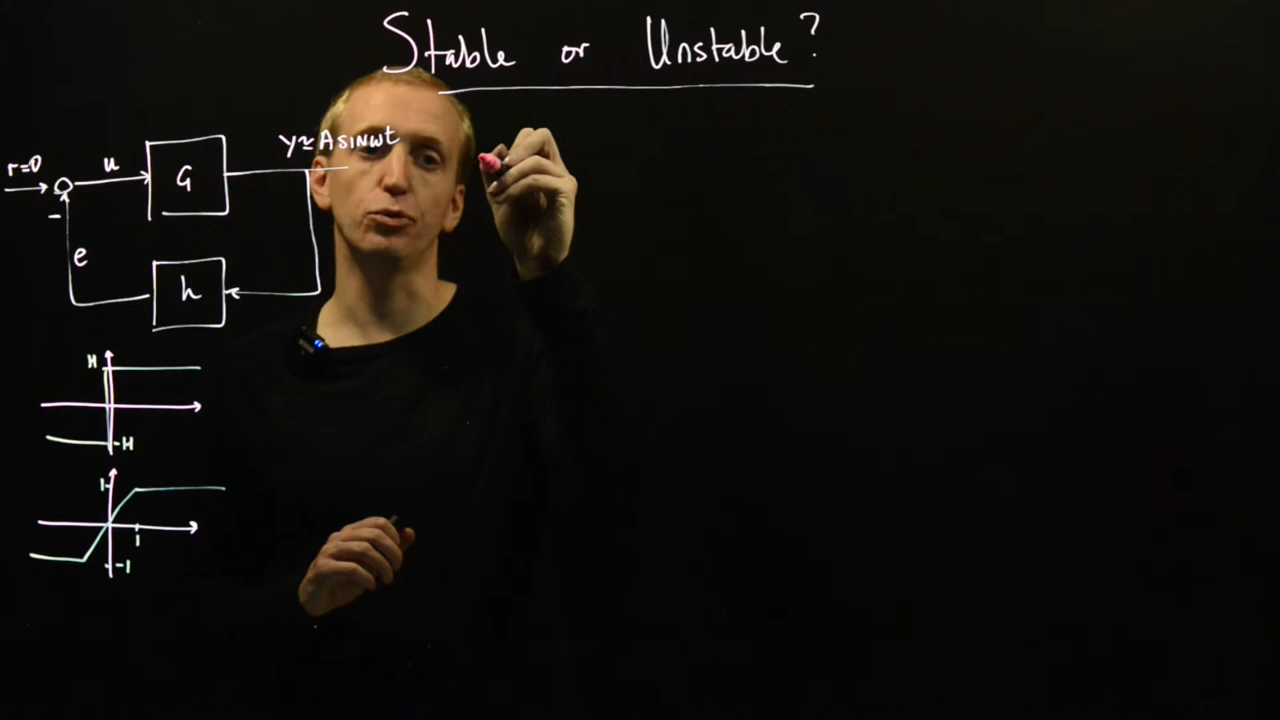 Stable or Unstable?
y≃Asinωt
r=0
u
G
-
e
h
H
-H
1
1
-1